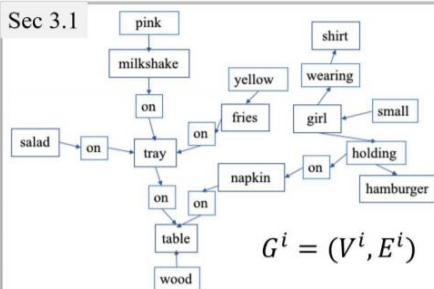 Sec 3.1
pink
shirt
milkshake
wearing
yellow
on
fries
girl
small
salad
on
tray
on
holding
napkin
on
hamburger
on
on
table
wood
G^i = (V^i, E^i)